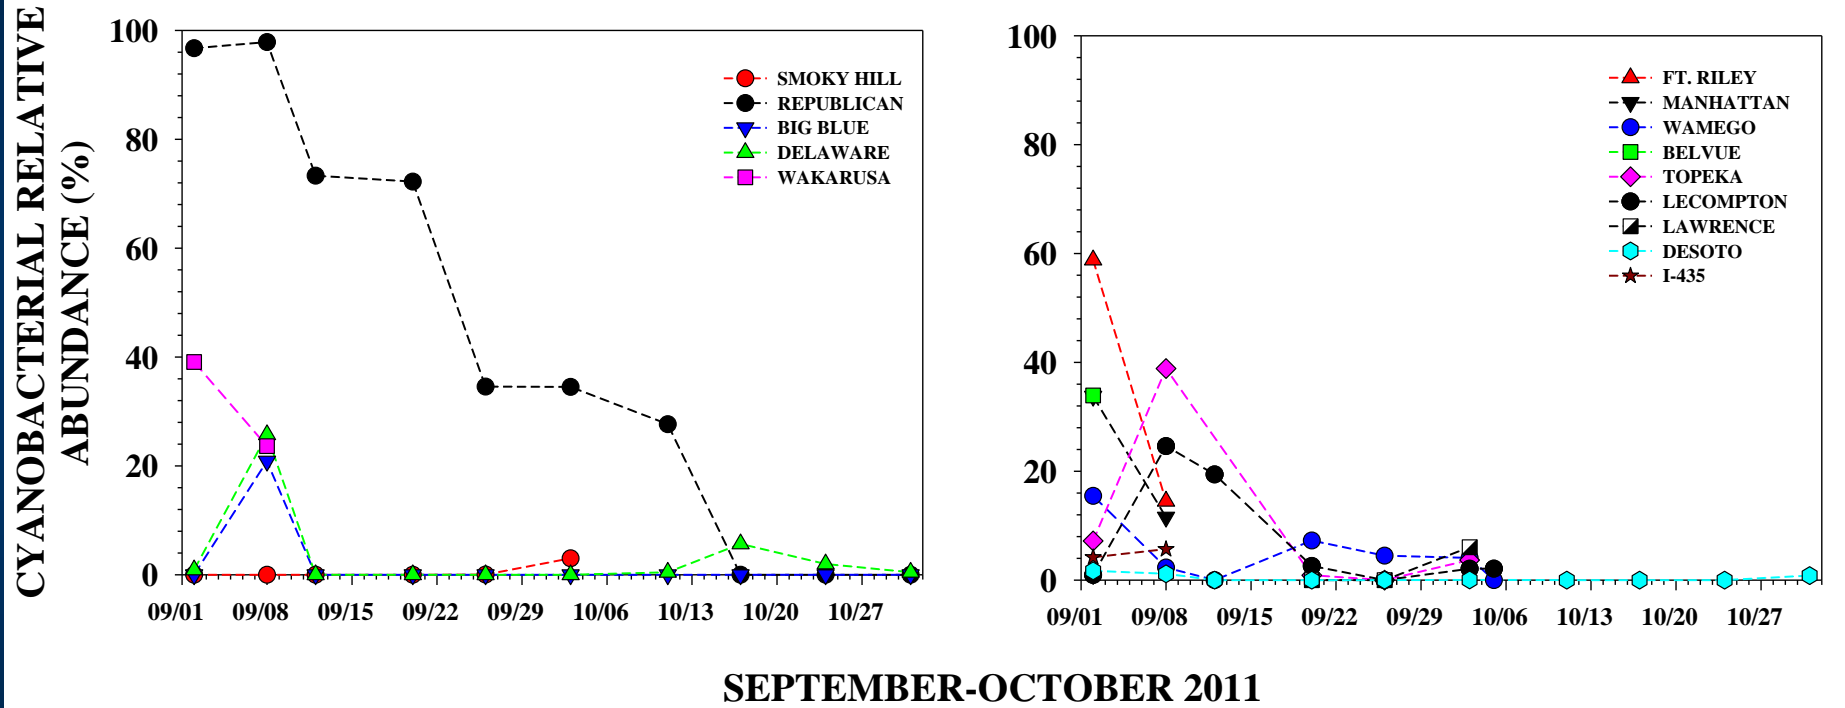 CYANOBACTERIAL RELATIVE
ABUNDANCE (%)
100
80
60
40
20
0
09/01
09/08
09/15
09/22
09/29
10/06
10/13
10/20
10/27
SMOKY HILL
REPUBLICAN
BIG BLUE
DELAWARE
WAKARUSA
100
80
60
40
20
0
09/01
09/08
09/15
09/22
09/29
10/06
10/13
10/20
10/27
FT. RILEY
MANHATTAN
WAMEGO
BELVUE
TOPEKA
LECOMPTON
LAWRENCE
DESOTO
I-435
SEPTEMBER-OCTOBER 2011